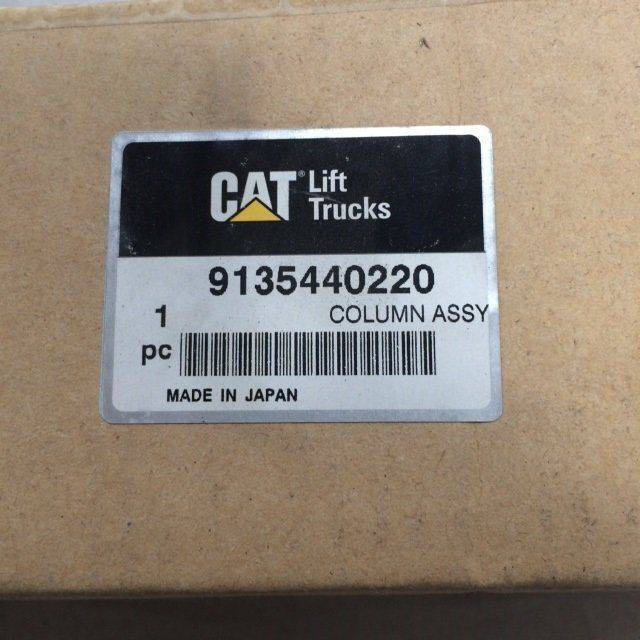 CAT® Lift
Trucks
9135440220
1 COLUMN ASSY
pc
MADE IN JAPAN